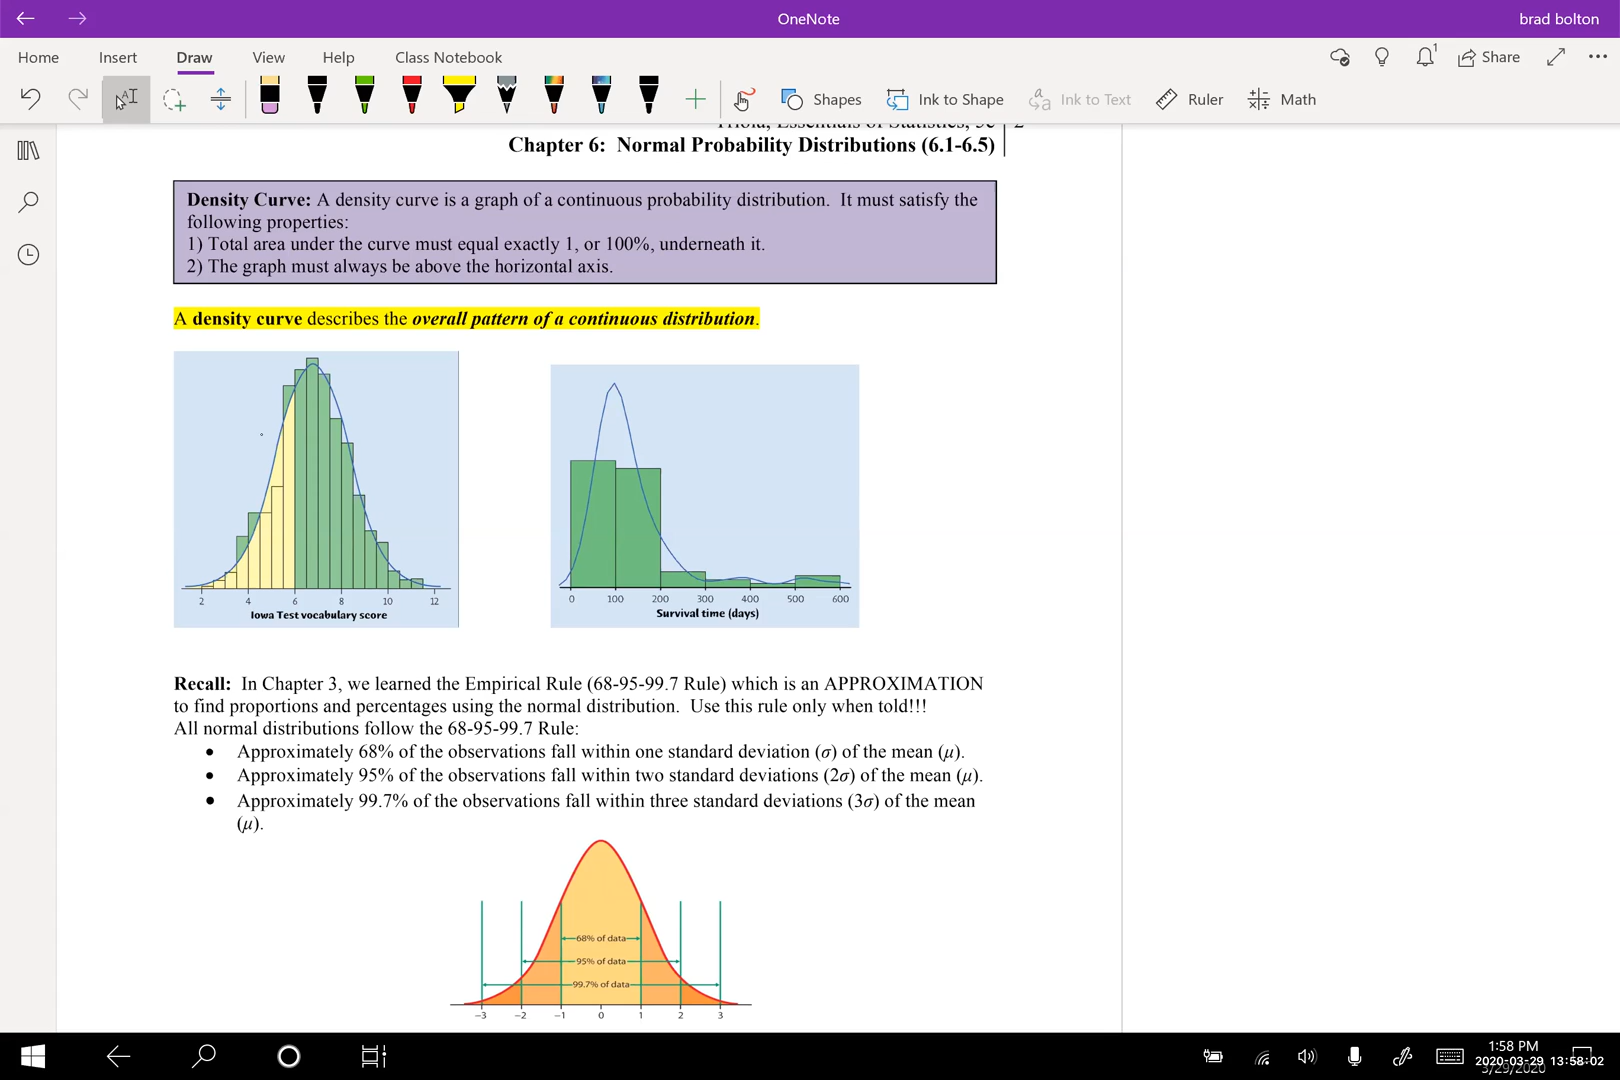 OneNote
brad bolton
Home Insert Draw View Help Class Notebook
1 Share
Shapes Ink to Shape Ink to Text Ruler Math
Triola, Essentials of Statistics, 5e 2
Chapter 6: Normal Probability Distributions (6.1-6.5)
Density Curve: A density curve is a graph of a continuous probability distribution. It must satisfy the
following properties:
1) Total area under the curve must equal exactly 1, or 100%, underneath it.
2) The graph must always be above the horizontal axis.
A density curve describes the overall pattern of a continuous distribution.
2 4 6 8 10 12
Iowa Test vocabulary score
0 100 200 300 400 500 600
Survival time (days)
Recall: In Chapter 3, we learned the Empirical Rule (68-95-99.7 Rule) which is an APPROXIMATION
to find proportions and percentages using the normal distribution. Use this rule only when told!!!
All normal distributions follow the 68-95-99.7 Rule:
• Approximately 68% of the observations fall within one standard deviation (σ) of the mean (μ).
• Approximately 95% of the observations fall within two standard deviations (2σ) of the mean (μ).
• Approximately 99.7% of the observations fall within three standard deviations (3σ) of the mean
(μ).
68% of data
95% of data
99.7% of data
−3 −2 −1 0 1 2 3
1:58 PM
2020-03-29 13:58:02
3/29/2020